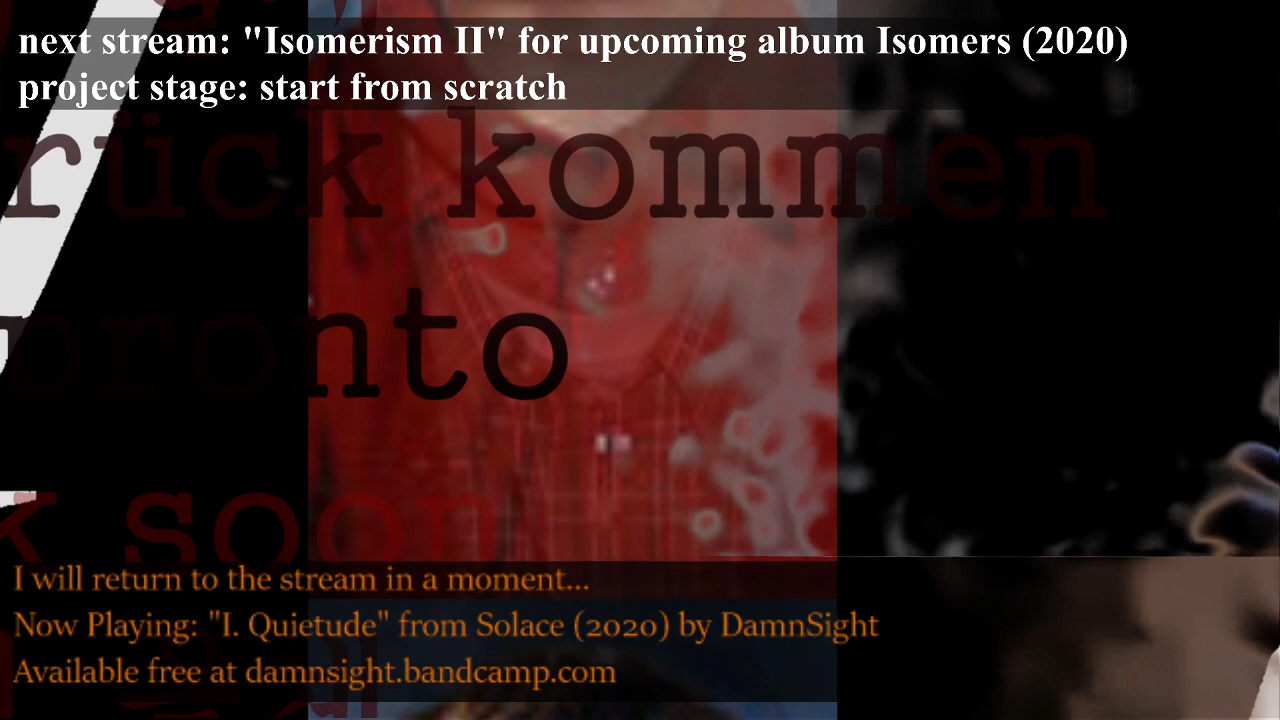 next stream: "Isomerism II" for upcoming album Isomers (2020)
project stage: start from scratch
rück kommen
pronto
k soon
I will return to the stream in a moment...
Now Playing: "I. Quietude" from Solace (2020) by DamnSight
Available free at damnsight.bandcamp.com